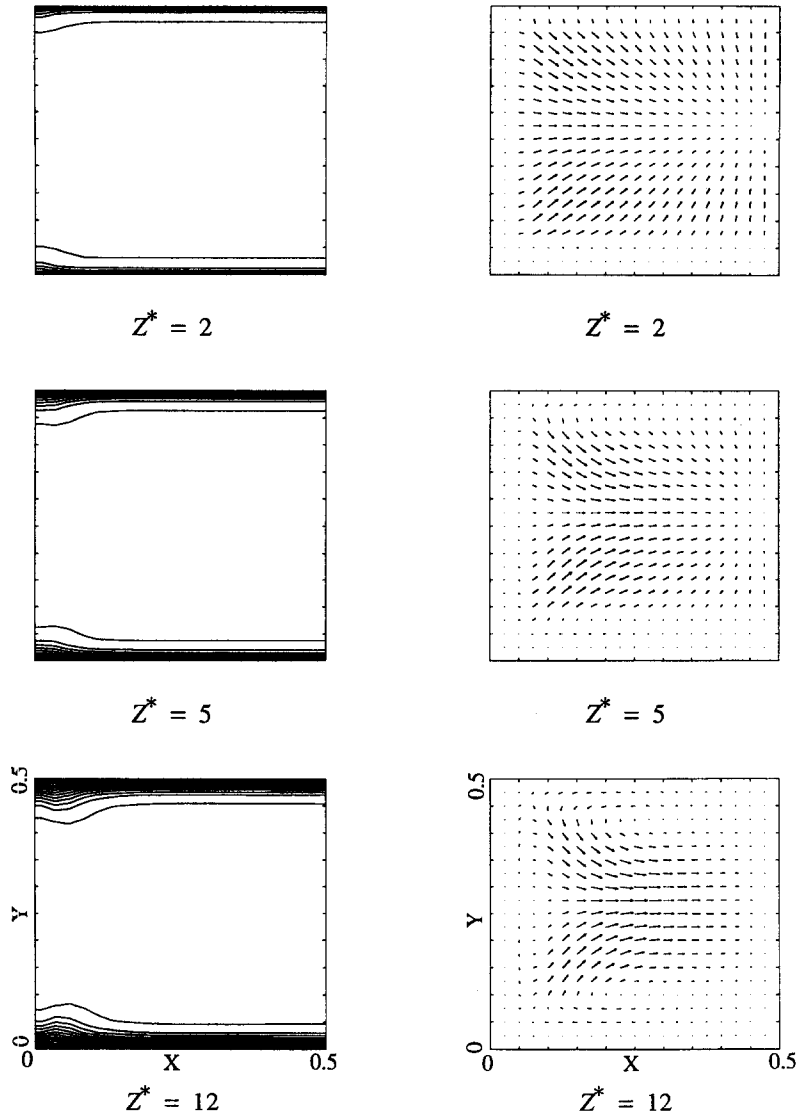 Z* = 2
Z* = 2
Z* = 5
Z* = 5
0.5
Y
0
0
X
0.5
Z* = 12
0.5
Y
0
0
X
0.5
Z* = 12